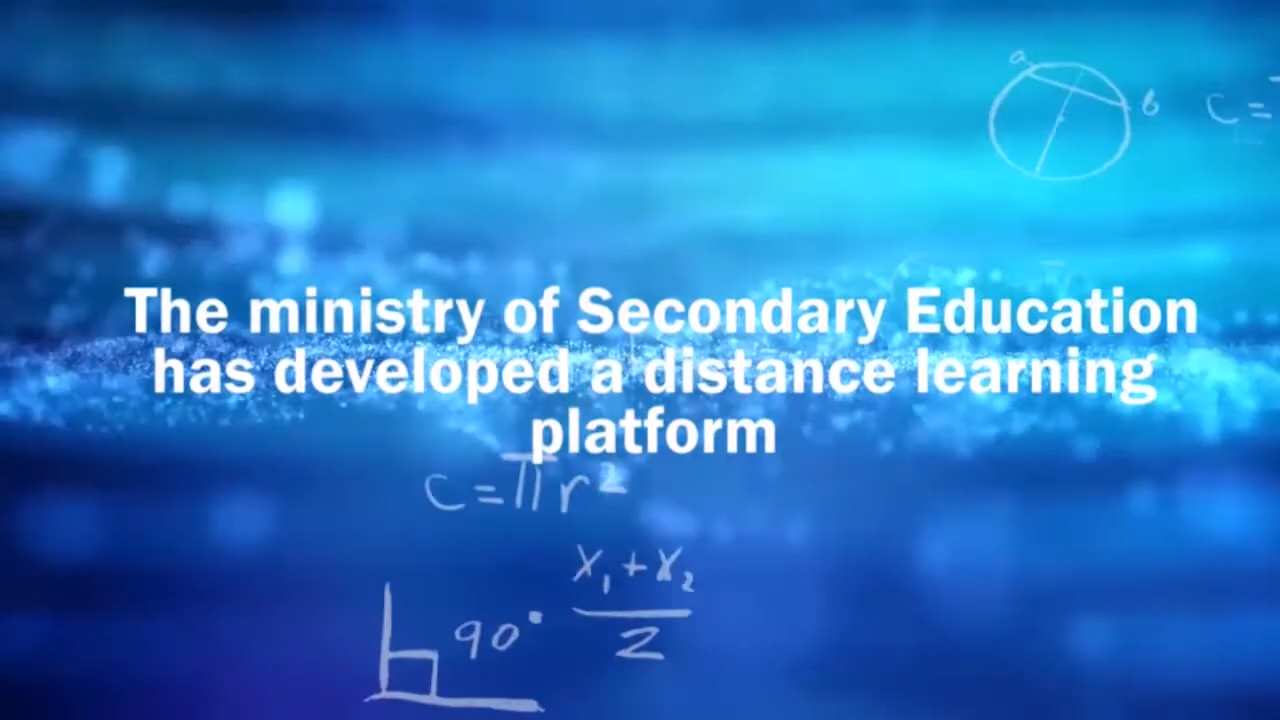 a
b
C=
The ministry of Secondary Education
has developed a distance learning
platform
C=πr²
X₁+X₂
2
90°